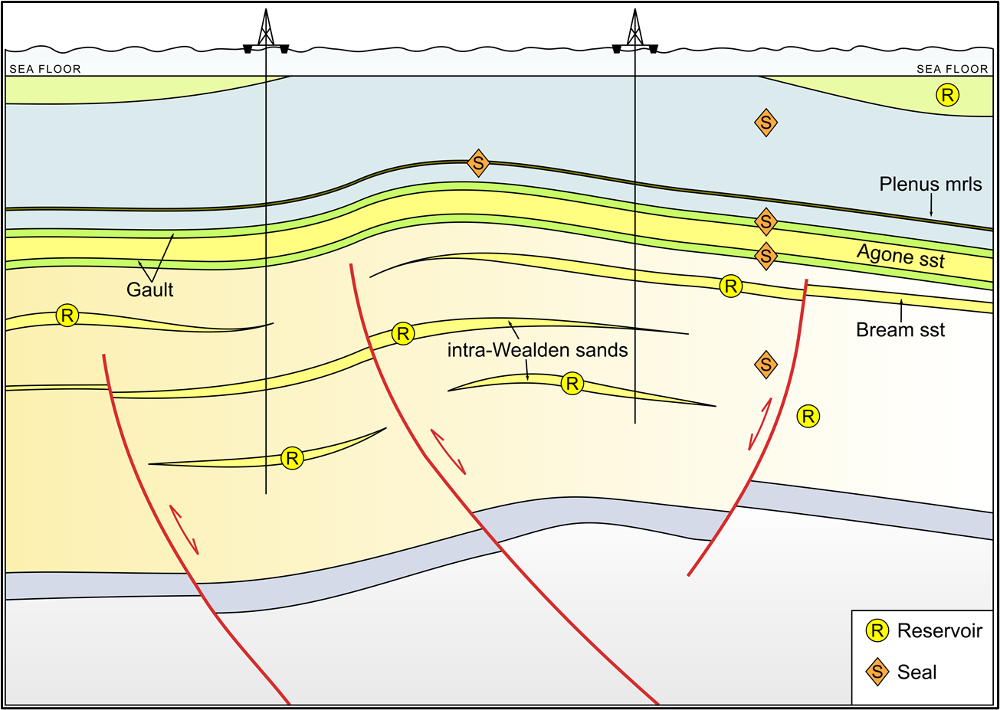 SEA FLOOR
SEA FLOOR
R
S
S
Plenus mrls
S
Agone sst
S
Gault
R
R
Bream sst
R
intra-Wealden sands
S
R
R
R
R Reservoir
S Seal